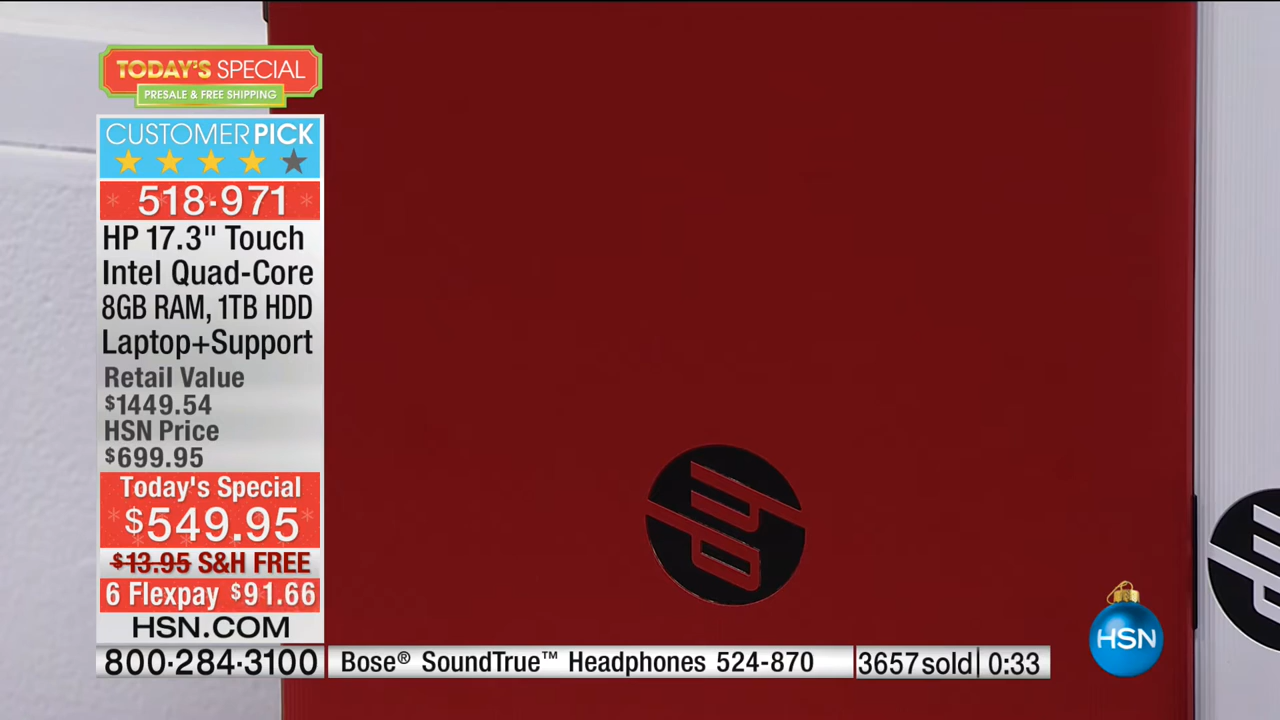 TODAY'S SPECIAL
PRESALE & FREE SHIPPING
CUSTOMERPICK
518·971
HP 17.3" Touch
Intel Quad-Core
8GB RAM, 1TB HDD
Laptop+Support
Retail Value
$1449.54
HSN Price
$699.95
Today's Special
$549.95
$13.95 S&H FREE
6 Flexpay $91.66
HSN.COM
800·284·3100
Bose® SoundTrue™ Headphones 524-870
3657 sold 0:33
hp
HSN